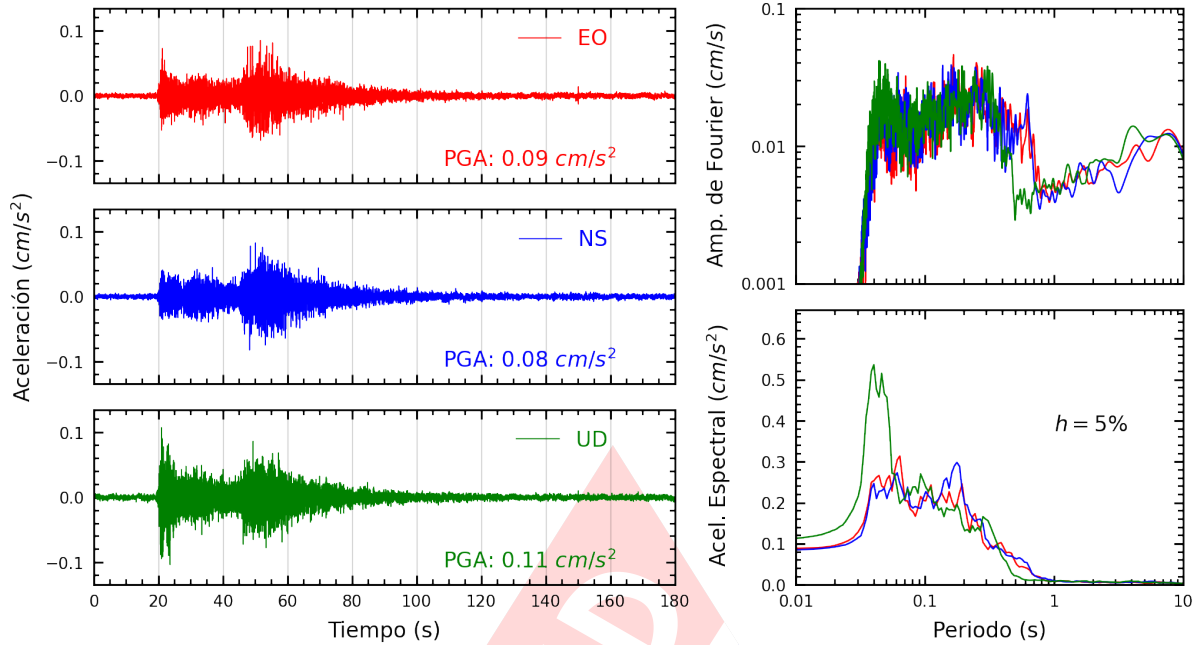 0.1
0.0
−0.1
EO
PGA: 0.09 cm/s²
0.1
0.0
−0.1
NS
PGA: 0.08 cm/s²
0.1
0.0
−0.1
UD
PGA: 0.11 cm/s²
0 20 40 60 80 100 120 140 160 180
Tiempo (s)
Aceleración (cm/s²)
0.1
0.01
0.001
Amp. de Fourier (cm/s)
0.6
0.5
0.4
0.3
0.2
0.1
0.0
h = 5%
Acel. Espectral (cm/s²)
0.01 0.1 1 10
Periodo (s)